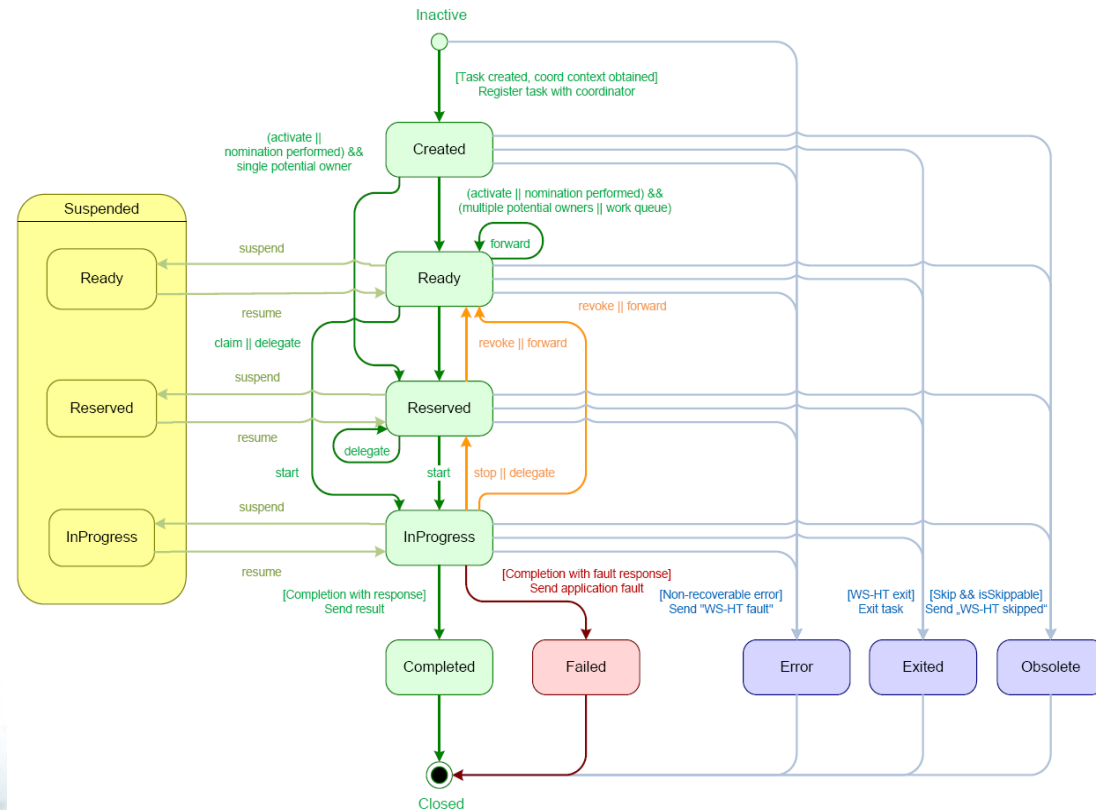 Inactive
[Task created, coord context obtained]
Register task with coordinator
(activate ||
nomination performed) &&
single potential owner
Created
(activate || nomination performed) &&
(multiple potential owners || work queue)
Suspended
suspend
forward
Ready
Ready
resume
revoke || forward
claim || delegate
revoke || forward
suspend
Reserved
Reserved
resume
delegate
start
start
stop || delegate
suspend
InProgress
InProgress
resume
[Completion with fault response]
Send application fault
[Completion with response]
Send result
[Non-recoverable error]
Send "WS-HT fault"
[WS-HT exit]
Exit task
[Skip && isSkippable]
Send „WS-HT skipped“
Completed
Failed
Error
Exited
Obsolete
Closed